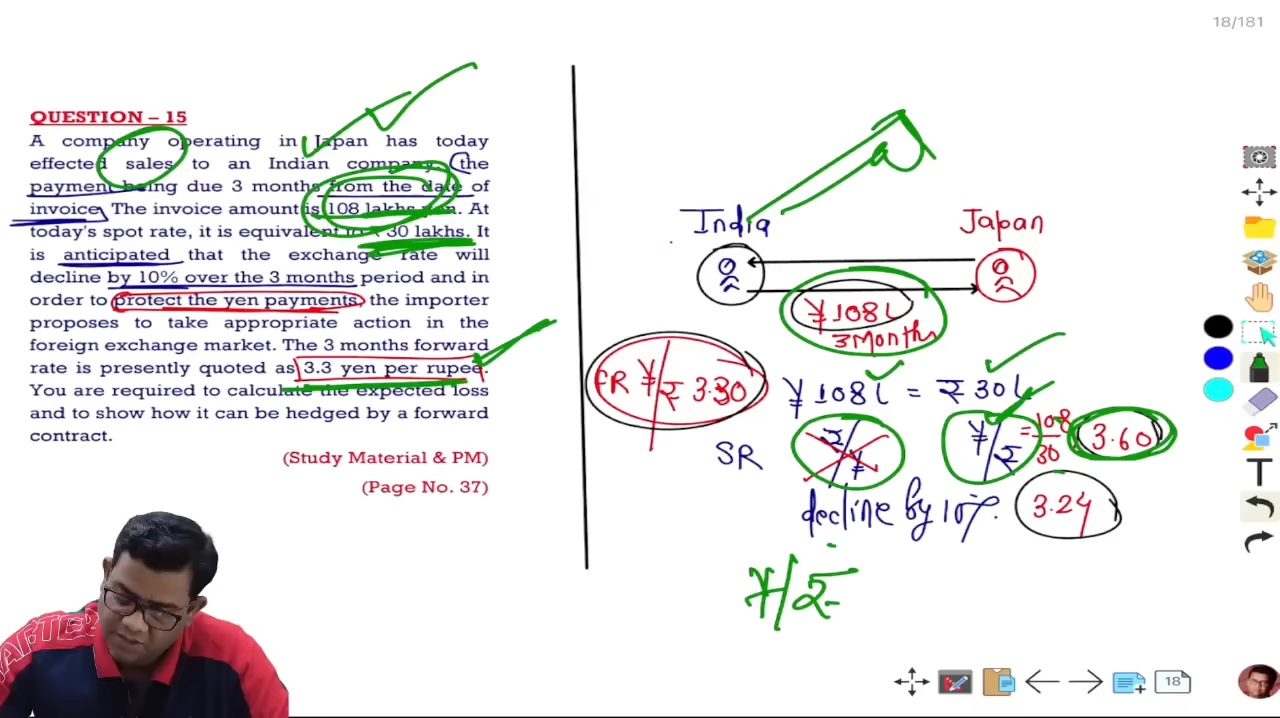 18/181
QUESTION – 15
A company operating in Japan has today
effected sales to an Indian company, the
payment being due 3 months from the date of
invoice. The invoice amount is 108 lakhs yen. At
today's spot rate, it is equivalent to ₹ 30 lakhs. It
is anticipated that the exchange rate will
decline by 10% over the 3 months period and in
order to protect the yen payments, the importer
proposes to take appropriate action in the
foreign exchange market. The 3 months forward
rate is presently quoted as 3.3 yen per rupee.
You are required to calculate the expected loss
and to show how it can be hedged by a forward
contract.
(Study Material & PM)
(Page No. 37)
India
Japan
¥108L
3 Months
FR ¥/₹ 3.30
¥108L = ₹30L
SR ₹/¥ ¥/₹ = 108/30 3.60
decline by 10%. 3.24
¥/₹
18